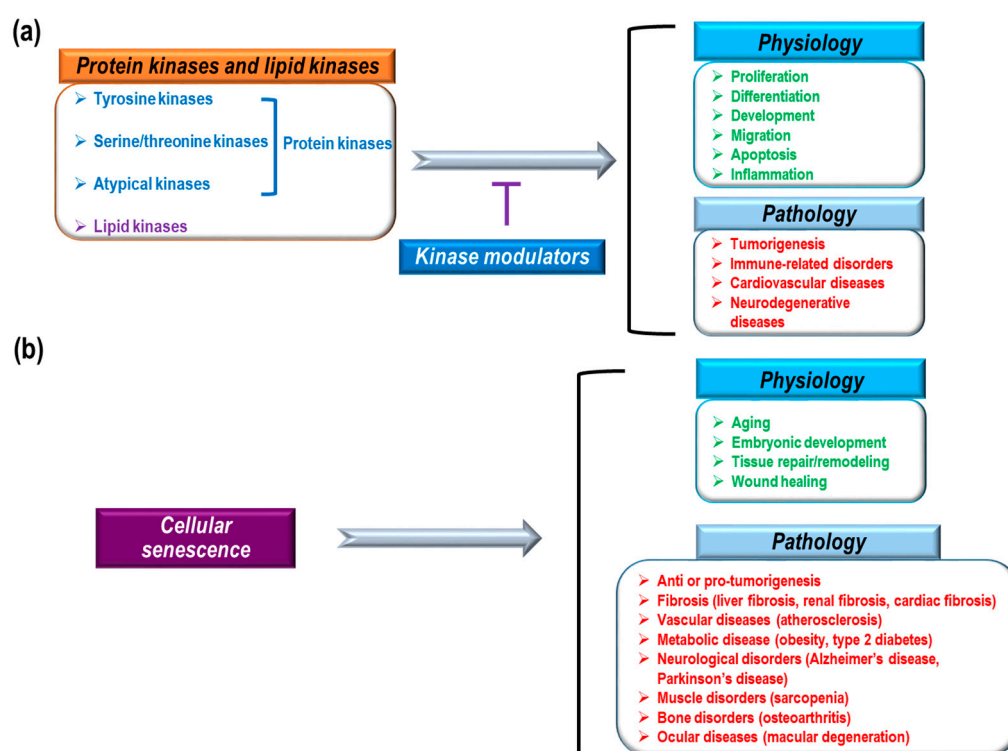 (a)
Protein kinases and lipid kinases
Tyrosine kinases
Serine/threonine kinases
Atypical kinases
Protein kinases
Lipid kinases
Kinase modulators
Physiology
Proliferation
Differentiation
Development
Migration
Apoptosis
Inflammation
Pathology
Tumorigenesis
Immune-related disorders
Cardiovascular diseases
Neurodegenerative
diseases
(b)
Cellular
senescence
Physiology
Aging
Embryonic development
Tissue repair/remodeling
Wound healing
Pathology
Anti or pro-tumorigenesis
Fibrosis (liver fibrosis, renal fibrosis, cardiac fibrosis)
Vascular diseases (atherosclerosis)
Metabolic disease (obesity, type 2 diabetes)
Neurological disorders (Alzheimer's disease,
Parkinson's disease)
Muscle disorders (sarcopenia)
Bone disorders (osteoarthritis)
Ocular diseases (macular degeneration)